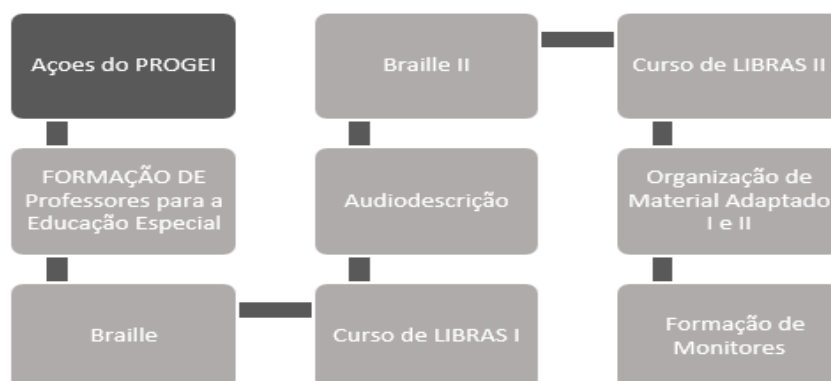 Açoes do PROGEI
FORMAÇÃO DE
Professores para a
Educação Especial
Braille
Curso de LIBRAS I
Audiodescrição
Braille II
Curso de LIBRAS II
Organização de
Material Adaptado
I e II
Formação de
Monitores